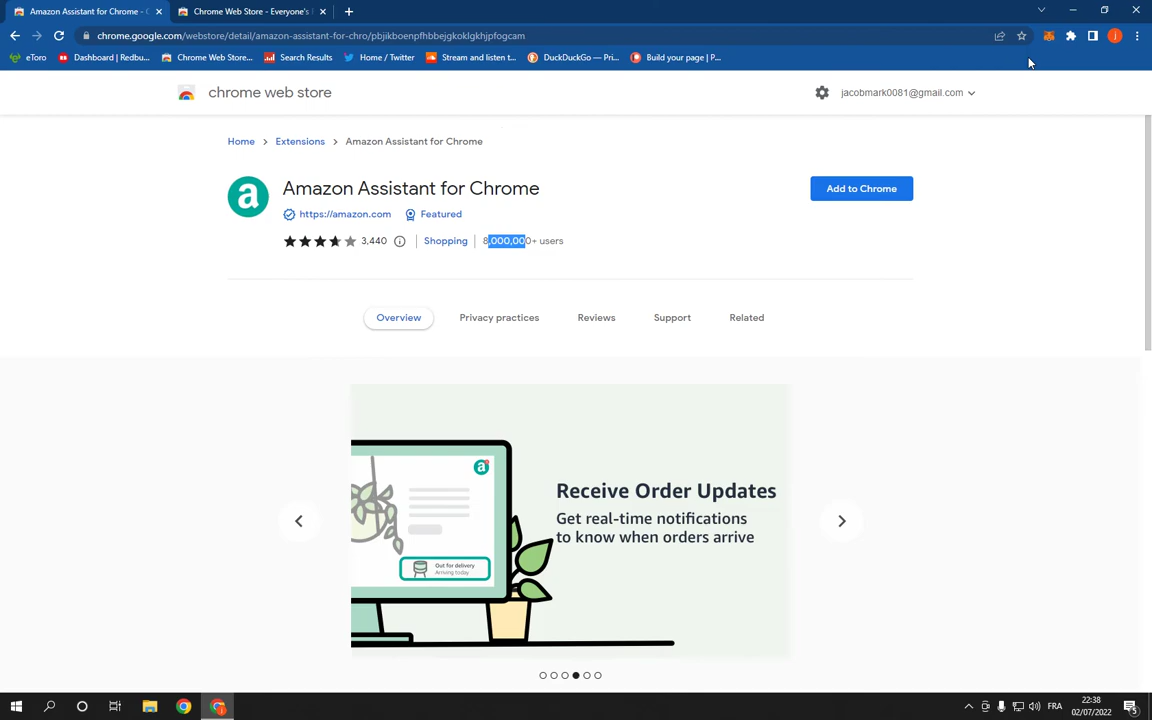 Amazon Assistant for Chrome - C
Chrome Web Store - Everyone's F
chrome.google.com/webstore/detail/amazon-assistant-for-chro/pbjikboenpfhbbejgkoklgkhjpfogcam
j
eToro
Dashboard | Redbu...
Chrome Web Store...
Search Results
Home / Twitter
Stream and listen t...
DuckDuckGo — Pri...
Build your page | P...
chrome web store
jacobmark0081@gmail.com
Home
Extensions
Amazon Assistant for Chrome
a
Amazon Assistant for Chrome
Add to Chrome
https://amazon.com
Featured
3,440
Shopping
8,000,000+ users
Overview
Privacy practices
Reviews
Support
Related
a
Receive Order Updates
Get real-time notifications
to know when orders arrive
Out for delivery
Arriving today
22:38
FRA
02/07/2022
5